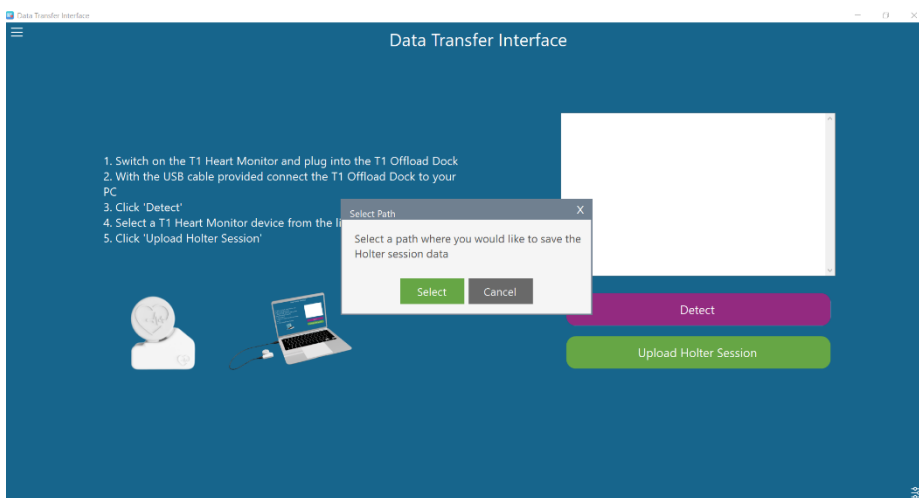 Data Transfer Interface
Data Transfer Interface
1. Switch on the T1 Heart Monitor and plug into the T1 Offload Dock
2. With the USB cable provided connect the T1 Offload Dock to your
PC
3. Click 'Detect'
4. Select a T1 Heart Monitor device from the li
5. Click 'Upload Holter Session'
Select Path X
Select a path where you would like to save the
Holter session data
Select Cancel
Detect
Upload Holter Session